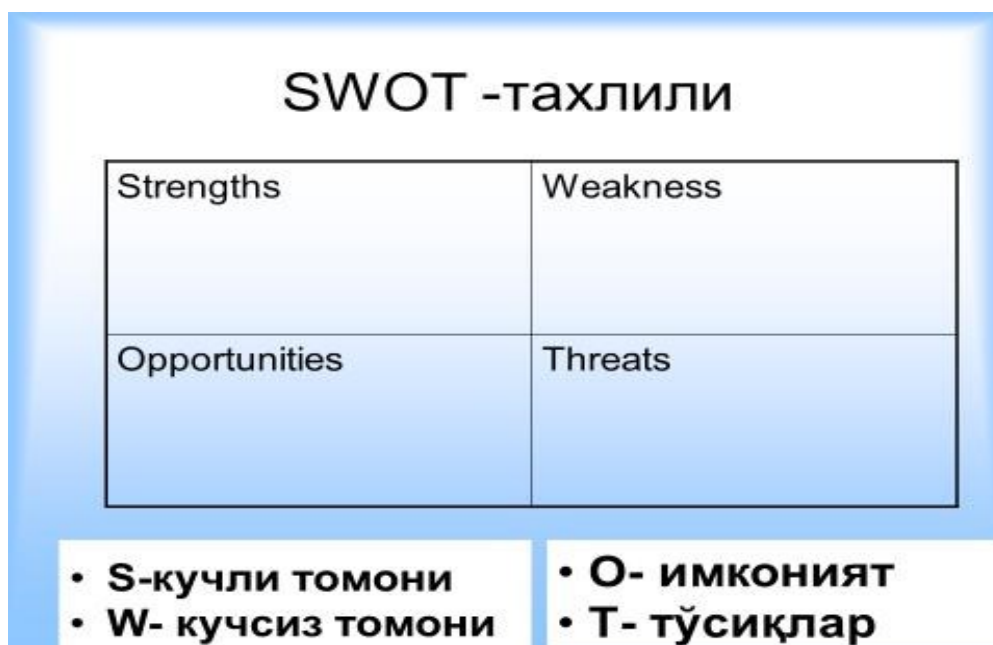 SWOT -тахлили
Strengths
Weakness
Opportunities
Threats
• S-кучли томони
• W- кучсиз томони
• O- имконият
• T- тўсиқлар